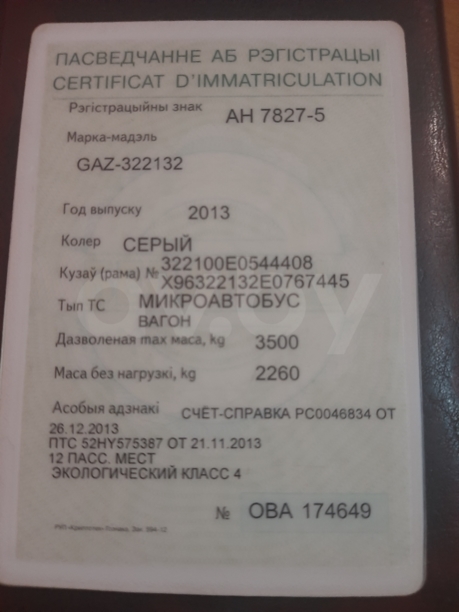 ПАСВЕДЧАННЕ АБ РЭГІСТРАЦЫІ
CERTIFICAT D'IMMATRICULATION
Рэгістрацыйны знак АН 7827-5
Марка-мадэль
GAZ-322132
Год выпуску 2013
Колер СЕРЫЙ
322100E0544408
Кузаў (рама) № X96322132E0767445
Тып ТС МИКРОАВТОБУС
ВАГОН
Дазволеная max маса, kg 3500
Маса без нагрузкі, kg 2260
Асобыя адзнакі СЧЁТ-СПРАВКА РС0046834 ОТ
26.12.2013
ПТС 52НУ575387 ОТ 21.11.2013
12 ПАСС. МЕСТ
ЭКОЛОГИЧЕСКИЙ КЛАСС 4
№ ОВА 174649